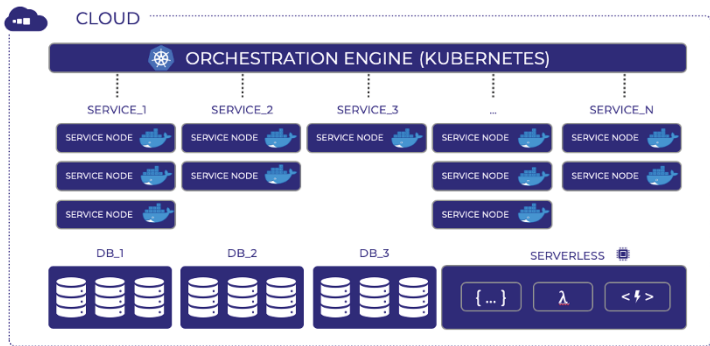 CLOUD
ORCHESTRATION ENGINE (KUBERNETES)
SERVICE_1 SERVICE_2 SERVICE_3 ... SERVICE_N
SERVICE NODE SERVICE NODE SERVICE NODE SERVICE NODE SERVICE NODE
SERVICE NODE SERVICE NODE SERVICE NODE SERVICE NODE
SERVICE NODE SERVICE NODE
DB_1 DB_2 DB_3 SERVERLESS
{ ... } λ < >